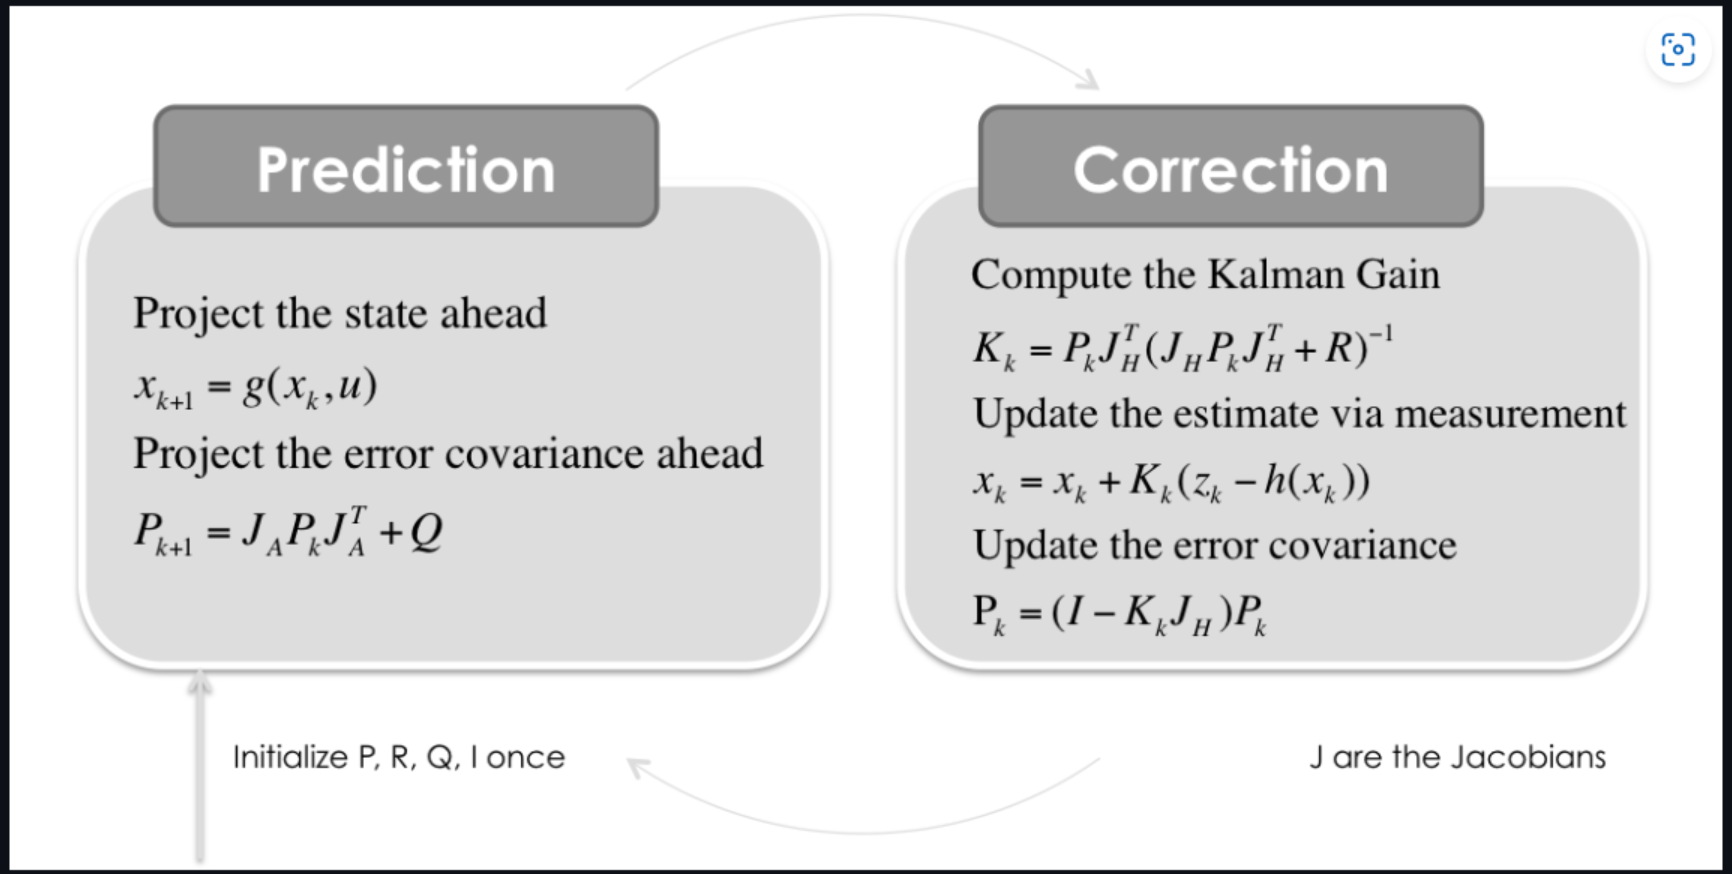 Prediction
Project the state ahead
x_{k+1} = g(x_k, u)
Project the error covariance ahead
P_{k+1} = J_A P_k J_A^T + Q
Initialize P, R, Q, I once
Correction
Compute the Kalman Gain
K_k = P_k J_H^T (J_H P_k J_H^T + R)^{-1}
Update the estimate via measurement
x_k = x_k + K_k (z_k − h(x_k))
Update the error covariance
P_k = (I − K_k J_H) P_k
J are the Jacobians